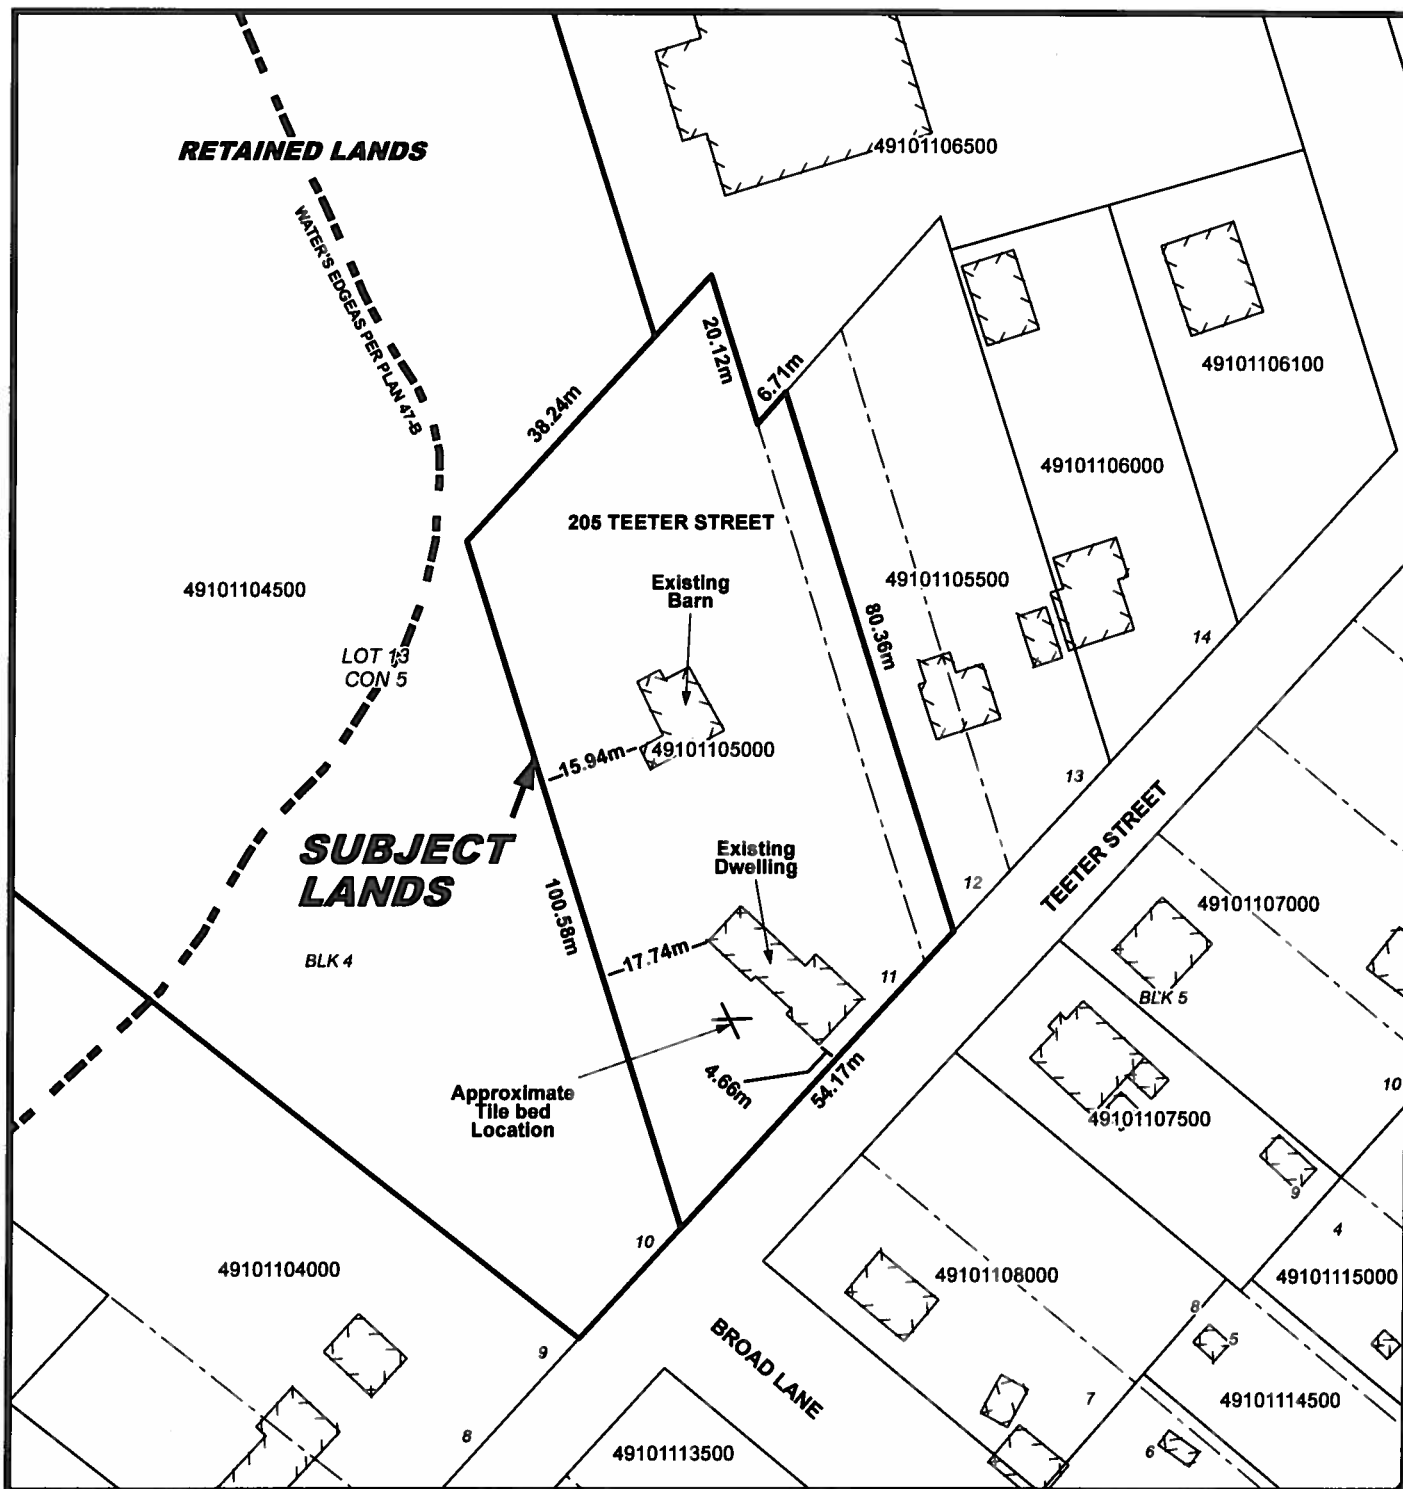 RETAINED LANDS
49101106500
WATER'S EDGEAS PER PLAN 47-B
20.12m
6.71m
38.24m
49101106100
49101106000
205 TEETER STREET
49101105500
Existing
Barn
49101104500
80.36m
14
LOT 13
CON 5
15.94m
49101105000
13
TEETER STREET
SUBJECT
LANDS
Existing
Dwelling
12
49101107000
100.58m
17.74m
BLK 4
11
BLK 5
4.66m
54.17m
Approximate
Tile bed
Location
10
49101107500
9
4
10
49101104000
49101108000
49101115000
8
5
9
BROAD LANE
7
49101114500
8
49101113500
6